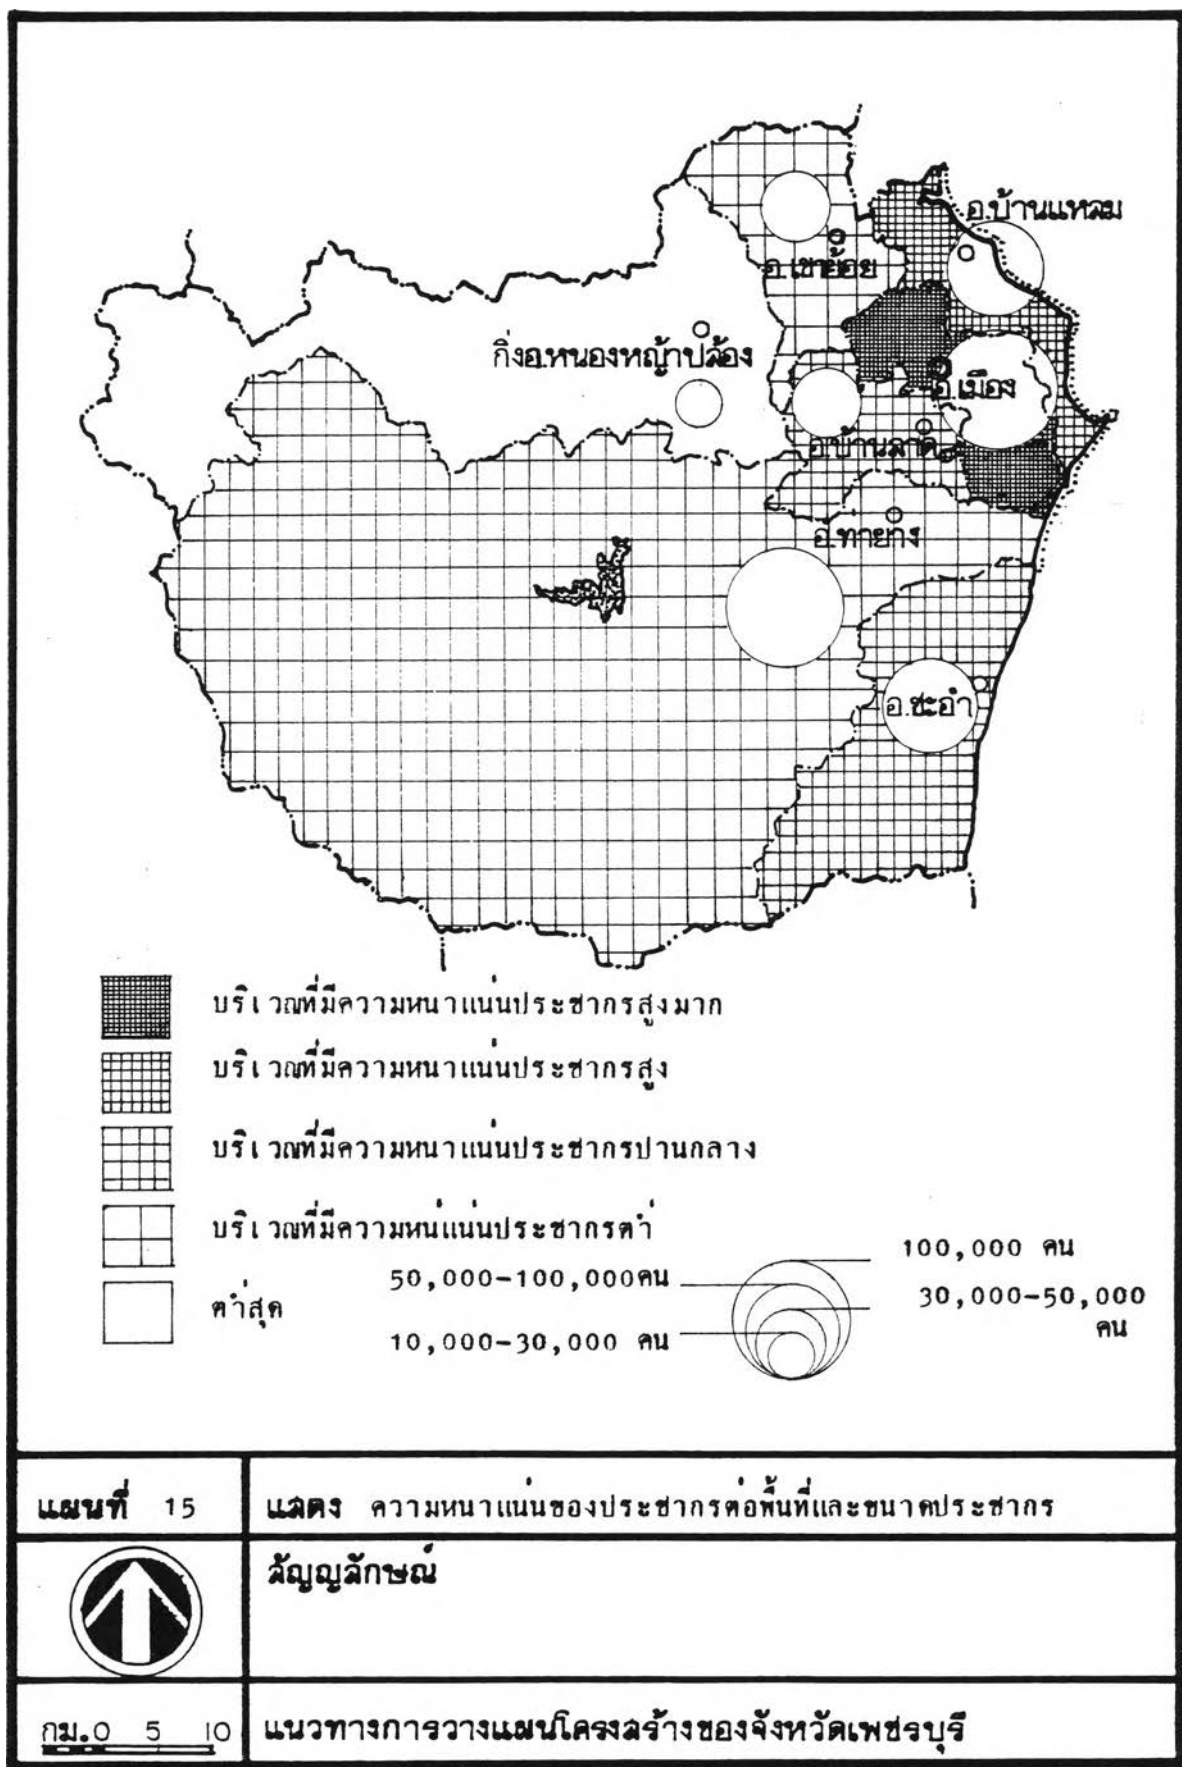 อ.บ้านแหลม
อ.เขาย้อย
กิ่งอ.หนองหญ้าปล้อง
อ.เมือง
อ.บ้านลาด
อ.ท่ายาง
อ.ชะอำ
บริเวณที่มีความหนาแน่นประชากรสูงมาก
บริเวณที่มีความหนาแน่นประชากรสูง
บริเวณที่มีความหนาแน่นประชากรปานกลาง
บริเวณที่มีความหน่แน่นประชากรต่ำ
ต่ำสุด
100,000 คน
50,000-100,000คน
30,000-50,000
คน
10,000-30,000 คน
แผนที่ 15
แสดง ความหนาแน่นของประชากรต่อพื้นที่และขนาดประชากร
สัญญลักษณ์
กม. 0 5 10
แนวทางการวางแผนโครงสร้างของจังหวัดเพชรบุรี